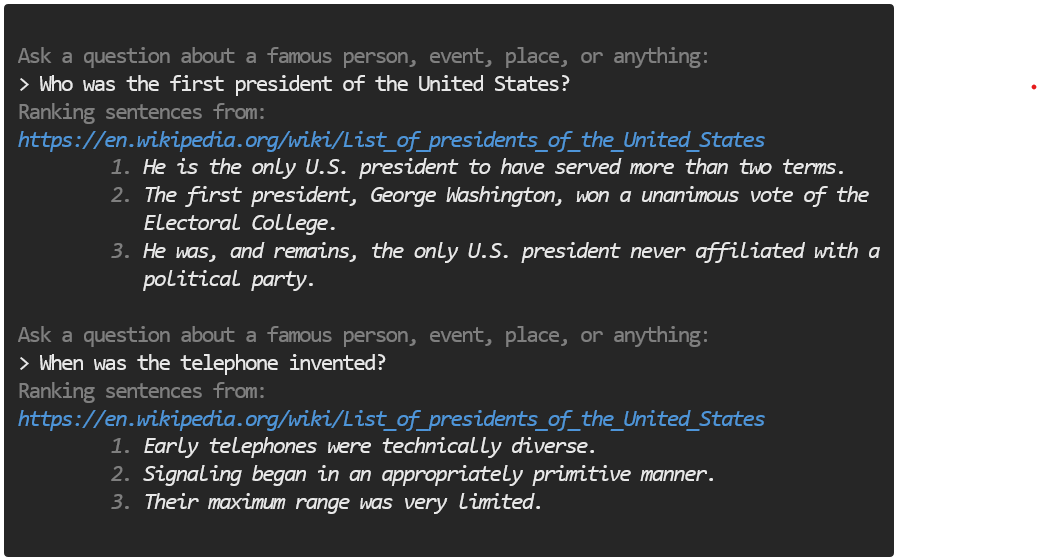 Ask a question about a famous person, event, place, or anything:
> Who was the first president of the United States?
Ranking sentences from:
https://en.wikipedia.org/wiki/List_of_presidents_of_the_United_States
1. He is the only U.S. president to have served more than two terms.
2. The first president, George Washington, won a unanimous vote of the
Electoral College.
3. He was, and remains, the only U.S. president never affiliated with a
political party.
Ask a question about a famous person, event, place, or anything:
> When was the telephone invented?
Ranking sentences from:
https://en.wikipedia.org/wiki/List_of_presidents_of_the_United_States
1. Early telephones were technically diverse.
2. Signaling began in an appropriately primitive manner.
3. Their maximum range was very limited.